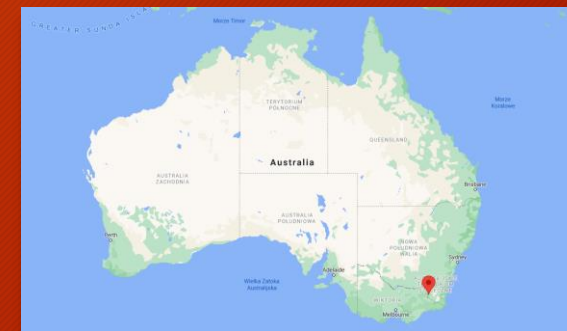 GREATER SUNDA ISLA
Morze Timor
Morze
Koralowe
TERYTORIUM
PÓŁNOCNE
QUEENSLAND
Australia
AUSTRALIA
ZACHODNIA
Brisbane
AUSTRALIA
POŁUDNIOWA
Perth
NOWA
POŁUDNIOWA
WALIA
Sydney
Adelaide
Wielka Zatoka
Australijska
WIKTORIA
Melbourne